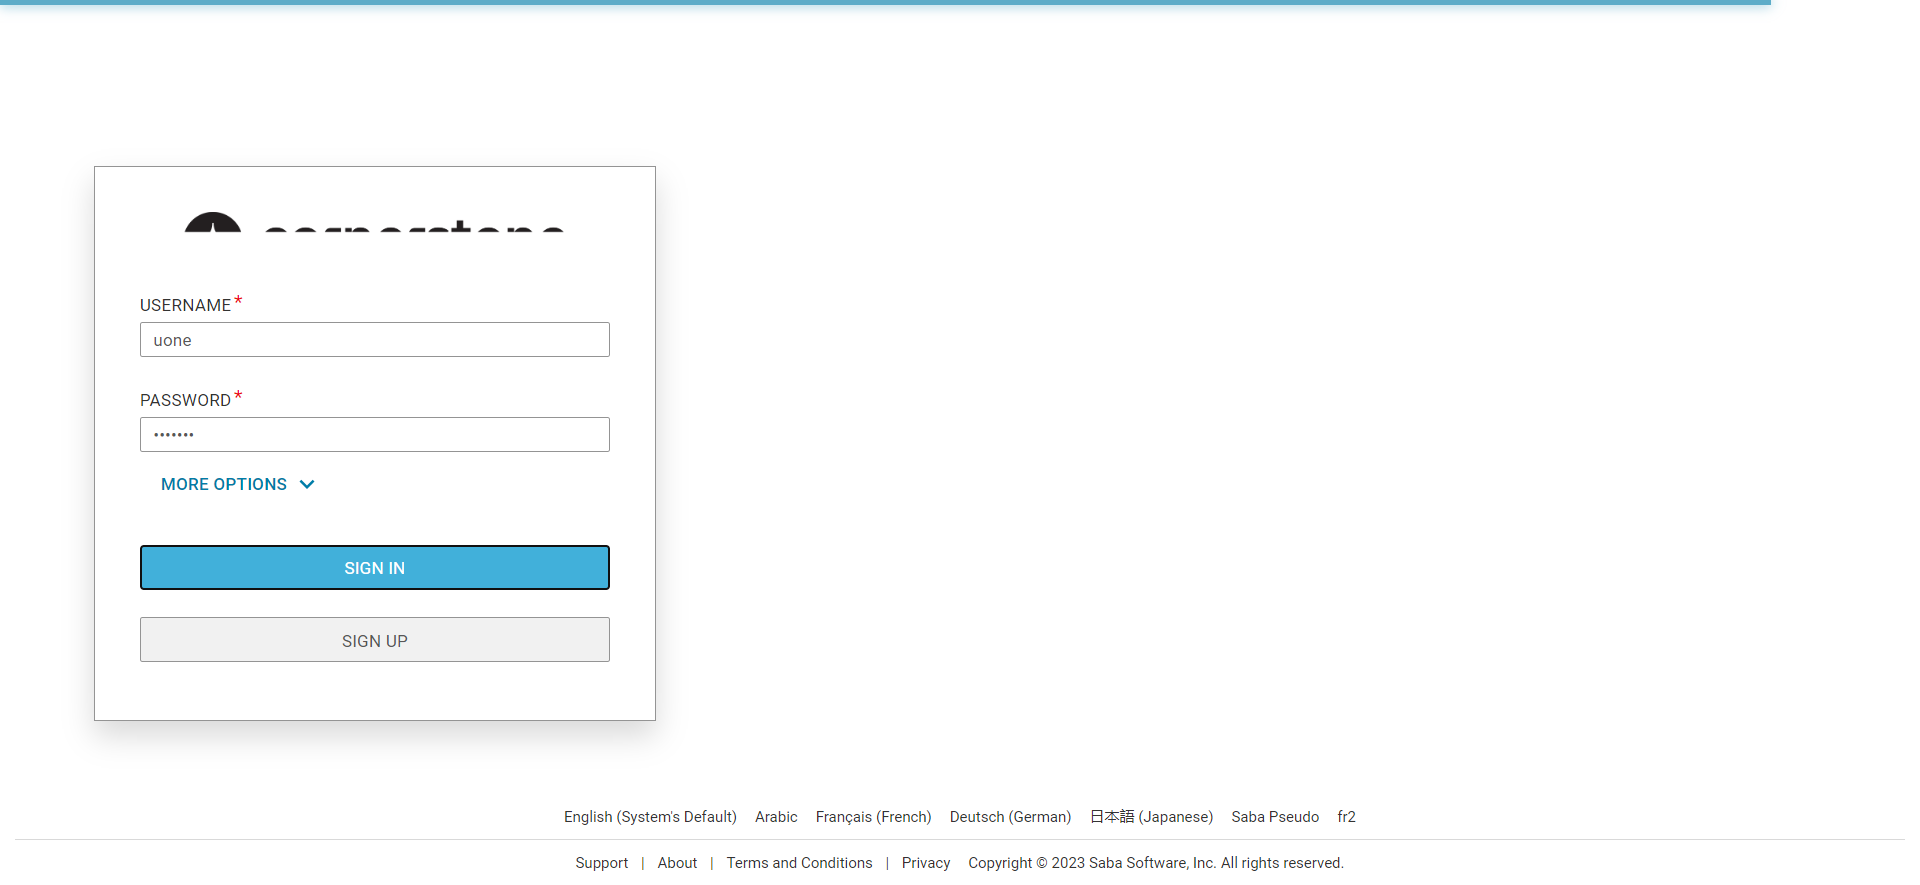 cornerstone
USERNAME*
uone
PASSWORD*
•••••••
MORE OPTIONS
SIGN IN
SIGN UP
English (System's Default) Arabic Français (French) Deutsch (German) 日本語 (Japanese) Saba Pseudo fr2
Support | About | Terms and Conditions | Privacy Copyright © 2023 Saba Software, Inc. All rights reserved.